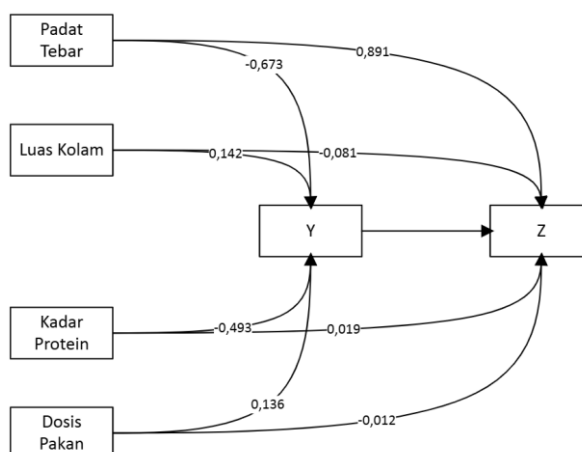 Padat
Tebar
-0,673
0,891
Luas Kolam
0,142
-0,081
Y
Z
Kadar
Protein
-0,493
0,019
0,136
-0,012
Dosis
Pakan